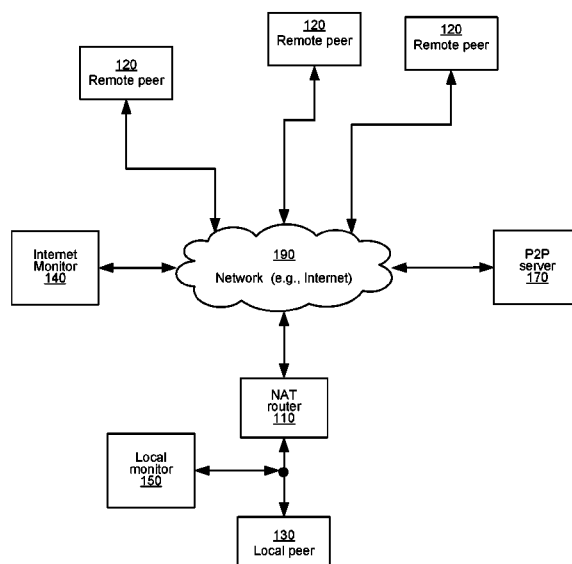 120
Remote peer
120
Remote peer
120
Remote peer
Internet
Monitor
140
190
Network (e.g., Internet)
P2P
server
170
NAT
router
110
Local
monitor
150
130
Local peer